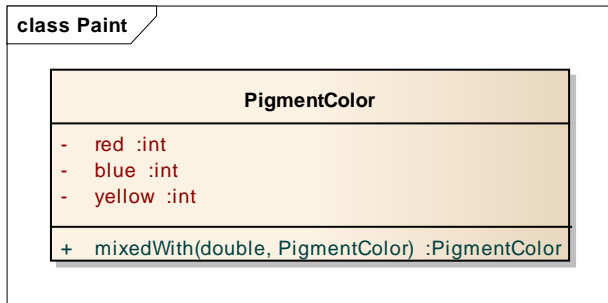 class Paint
PigmentColor
- red :int
- blue :int
- yellow :int
+ mixedWith(double, PigmentColor) :PigmentColor